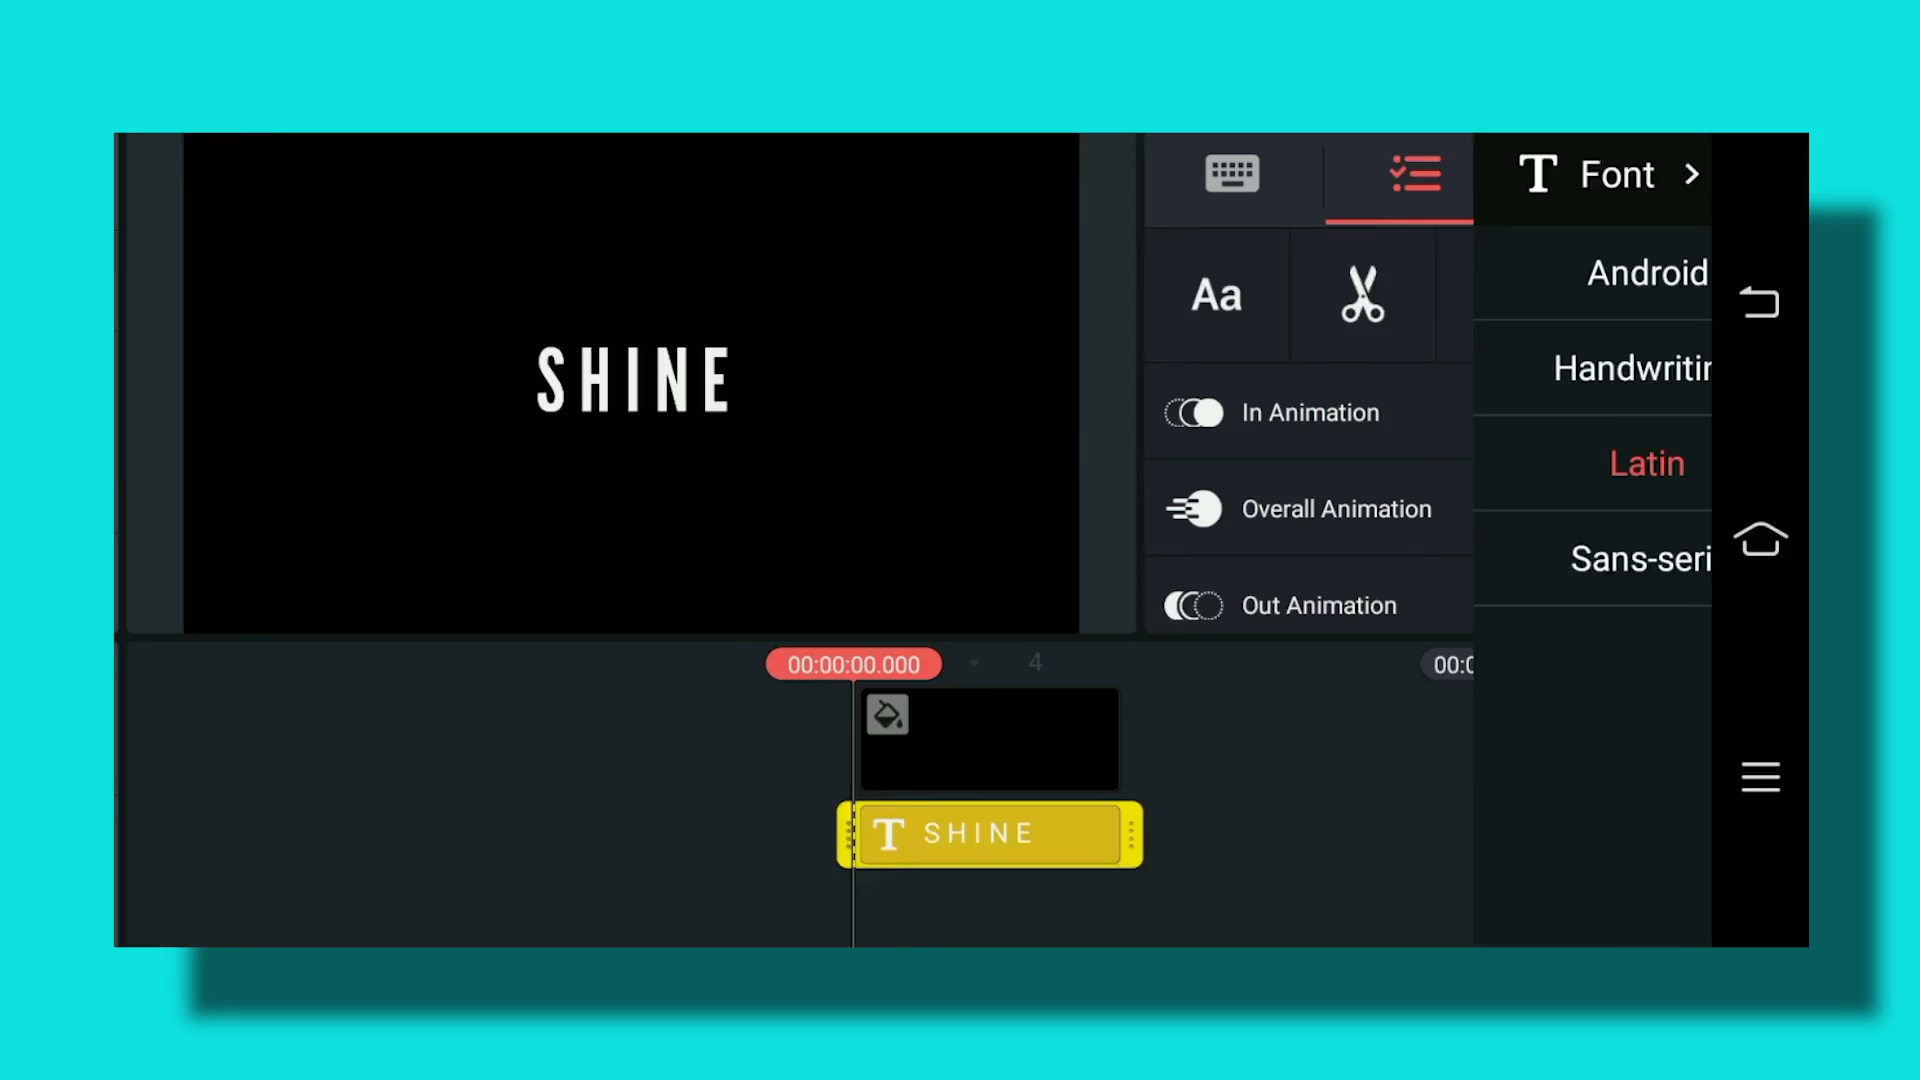 SHINE
Aa
In Animation
Overall Animation
Out Animation
T Font >
Android
Handwritin
Latin
Sans-seri
00:00:00.000
4
00:0
T SHINE